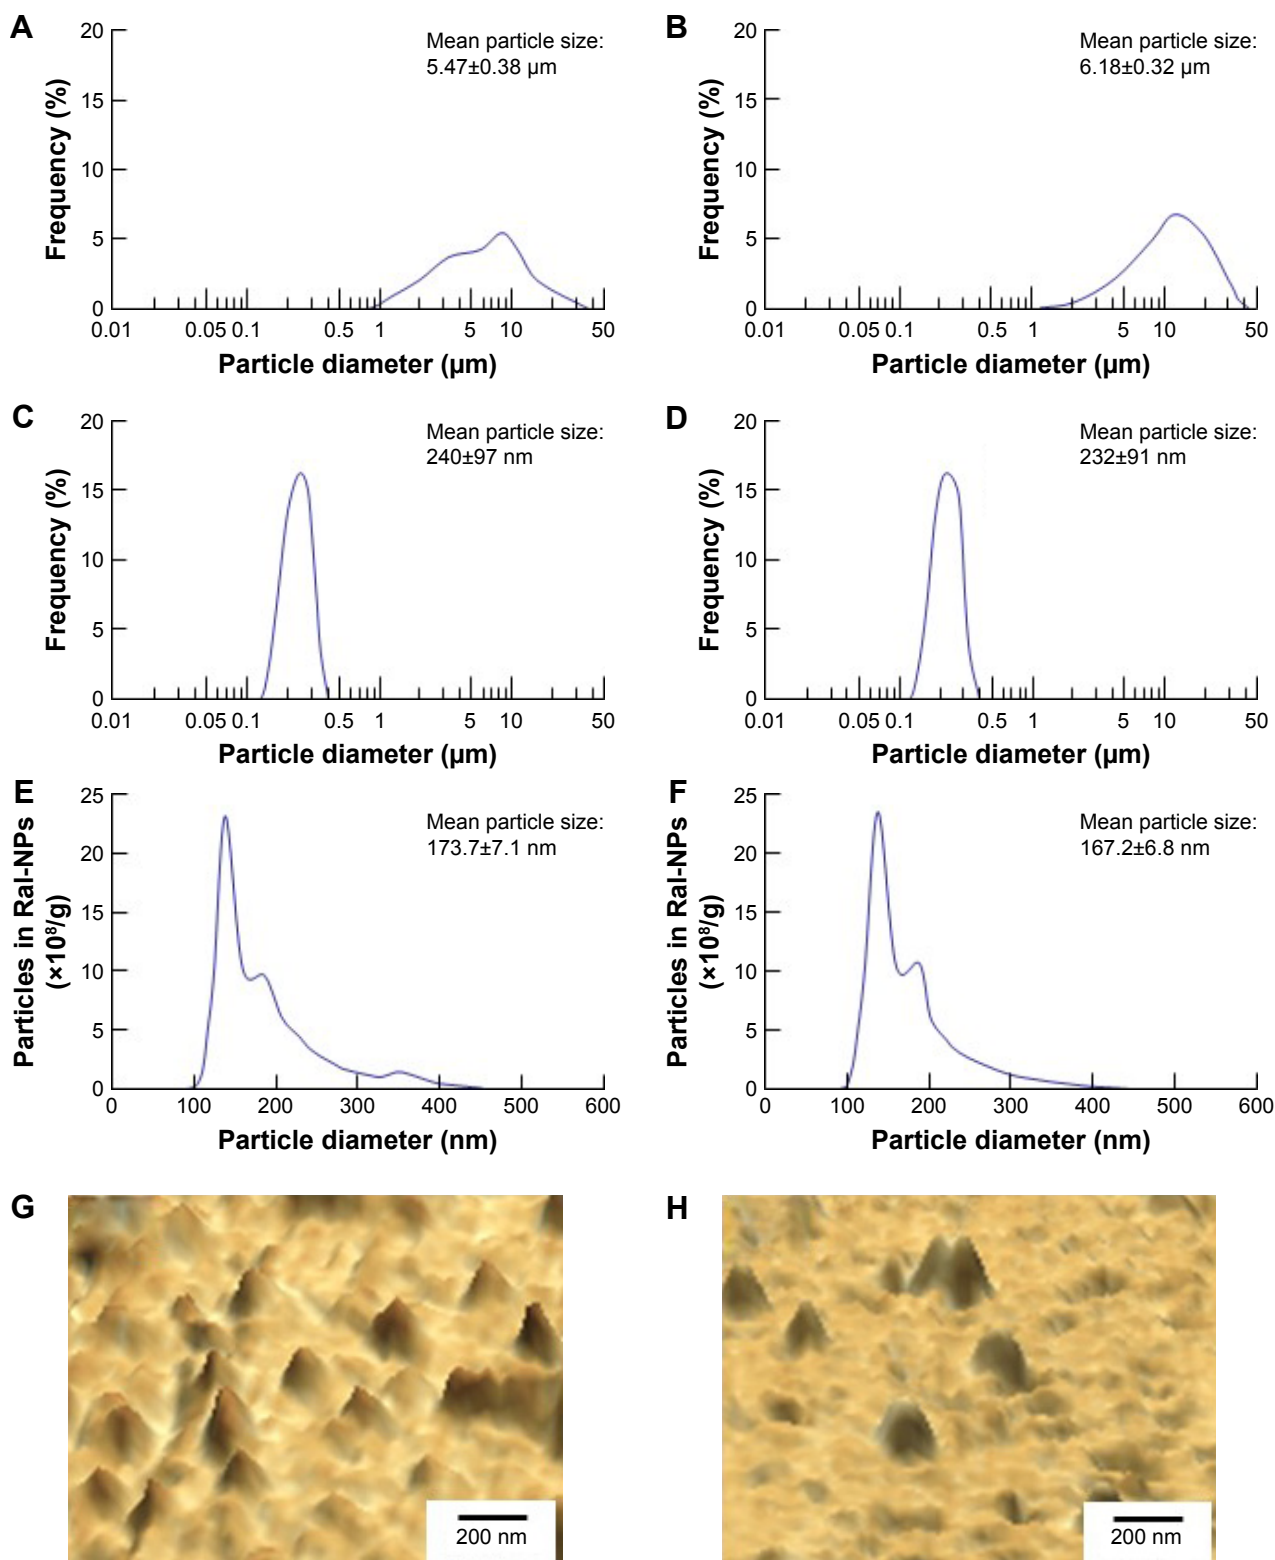 A
20
15
10
5
0
Frequency (%)
Mean particle size:
5.47±0.38 µm
0.01 0.05 0.1 0.5 1 5 10 50
Particle diameter (µm)
B
20
15
10
5
0
Frequency (%)
Mean particle size:
6.18±0.32 µm
0.01 0.05 0.1 0.5 1 5 10 50
Particle diameter (µm)
C
20
15
10
5
0
Frequency (%)
Mean particle size:
240±97 nm
0.01 0.05 0.1 0.5 1 5 10 50
Particle diameter (µm)
D
20
15
10
5
0
Frequency (%)
Mean particle size:
232±91 nm
0.01 0.05 0.1 0.5 1 5 10 50
Particle diameter (µm)
E
25
20
15
10
5
0
Particles in Ral-NPs
(×10⁸/g)
Mean particle size:
173.7±7.1 nm
0 100 200 300 400 500 600
Particle diameter (nm)
F
25
20
15
10
5
0
Particles in Ral-NPs
(×10⁸/g)
Mean particle size:
167.2±6.8 nm
0 100 200 300 400 500 600
Particle diameter (nm)
G
200 nm
H
200 nm